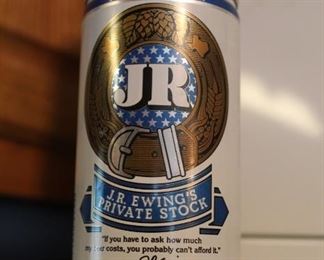 JR
J.R. EWING'S
PRIVATE STOCK
"If you have to ask how much
my beer costs, you probably can't afford it."